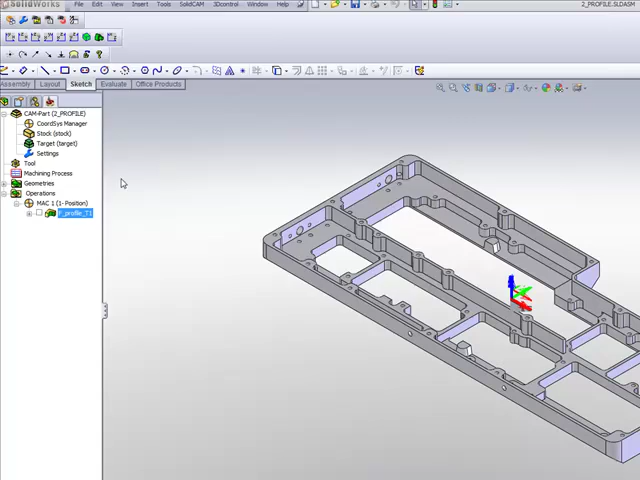 SolidWorks
File Edit View Insert Tools SolidCAM 3Dcontrol Window Help
2_PROFILE.SLDASM
Assembly Layout Sketch Evaluate Office Products
CAM-Part (2_PROFILE)
CoordSys Manager
Stock (stock)
Target (target)
Settings
Tool
Machining Process
Geometries
Operations
MAC 1 (1- Position)
F_profile_T1